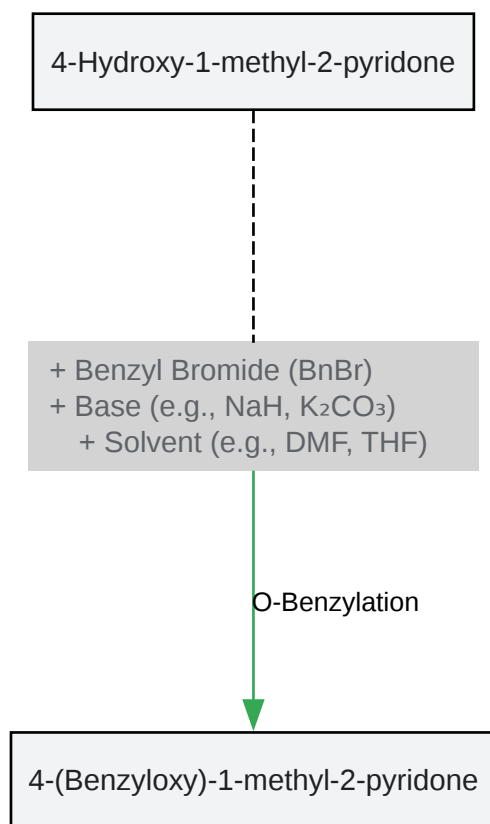 4-Hydroxy-1-methyl-2-pyridone
+ Benzyl Bromide (BnBr)
+ Base (e.g., NaH, K₂CO₃)
+ Solvent (e.g., DMF, THF)
O-Benzylation
4-(Benzyloxy)-1-methyl-2-pyridone